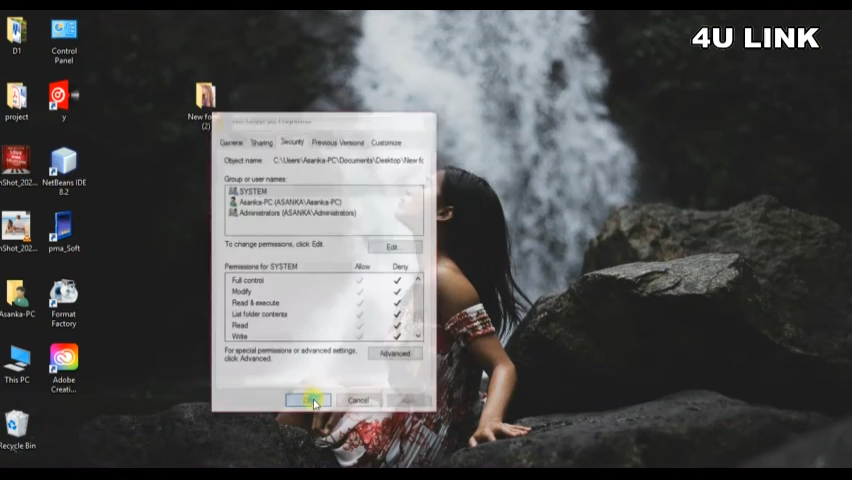 4U LINK
D1
Control
Panel
project
y
New fo
(2)
Shot_202...
NetBeans IDE
8.2
Shot_202...
pma_Soft
Asanka-PC
Format
Factory
This PC
Adobe
Creati...
Recycle Bin
General Sharing Security Previous Versions Customize
Object name: C:\Users\Asanka-PC\Documents\Desktop\New fo
Group or user names:
SYSTEM
Asanka-PC (ASANKA\Asanka-PC)
Administrators (ASANKA\Administrators)
To change permissions, click Edit.
Edit...
Permissions for SYSTEM Allow Deny
Full control
Modify
Read & execute
List folder contents
Read
Write
For special permissions or advanced settings,
click Advanced.
Advanced
Cancel